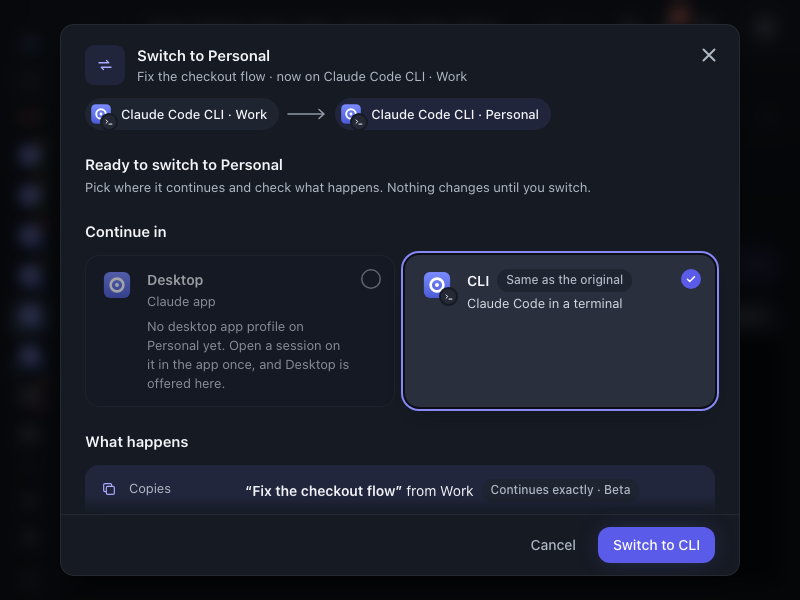 Switch to Personal
Fix the checkout flow · now on Claude Code CLI · Work
Claude Code CLI · Work
Claude Code CLI · Personal
Ready to switch to Personal
Pick where it continues and check what happens. Nothing changes until you switch.
Continue in
Desktop
Claude app
No desktop app profile on
Personal yet. Open a session on
it in the app once, and Desktop is
offered here.
CLI Same as the original
Claude Code in a terminal
What happens
Copies “Fix the checkout flow” from Work Continues exactly · Beta
Cancel Switch to CLI